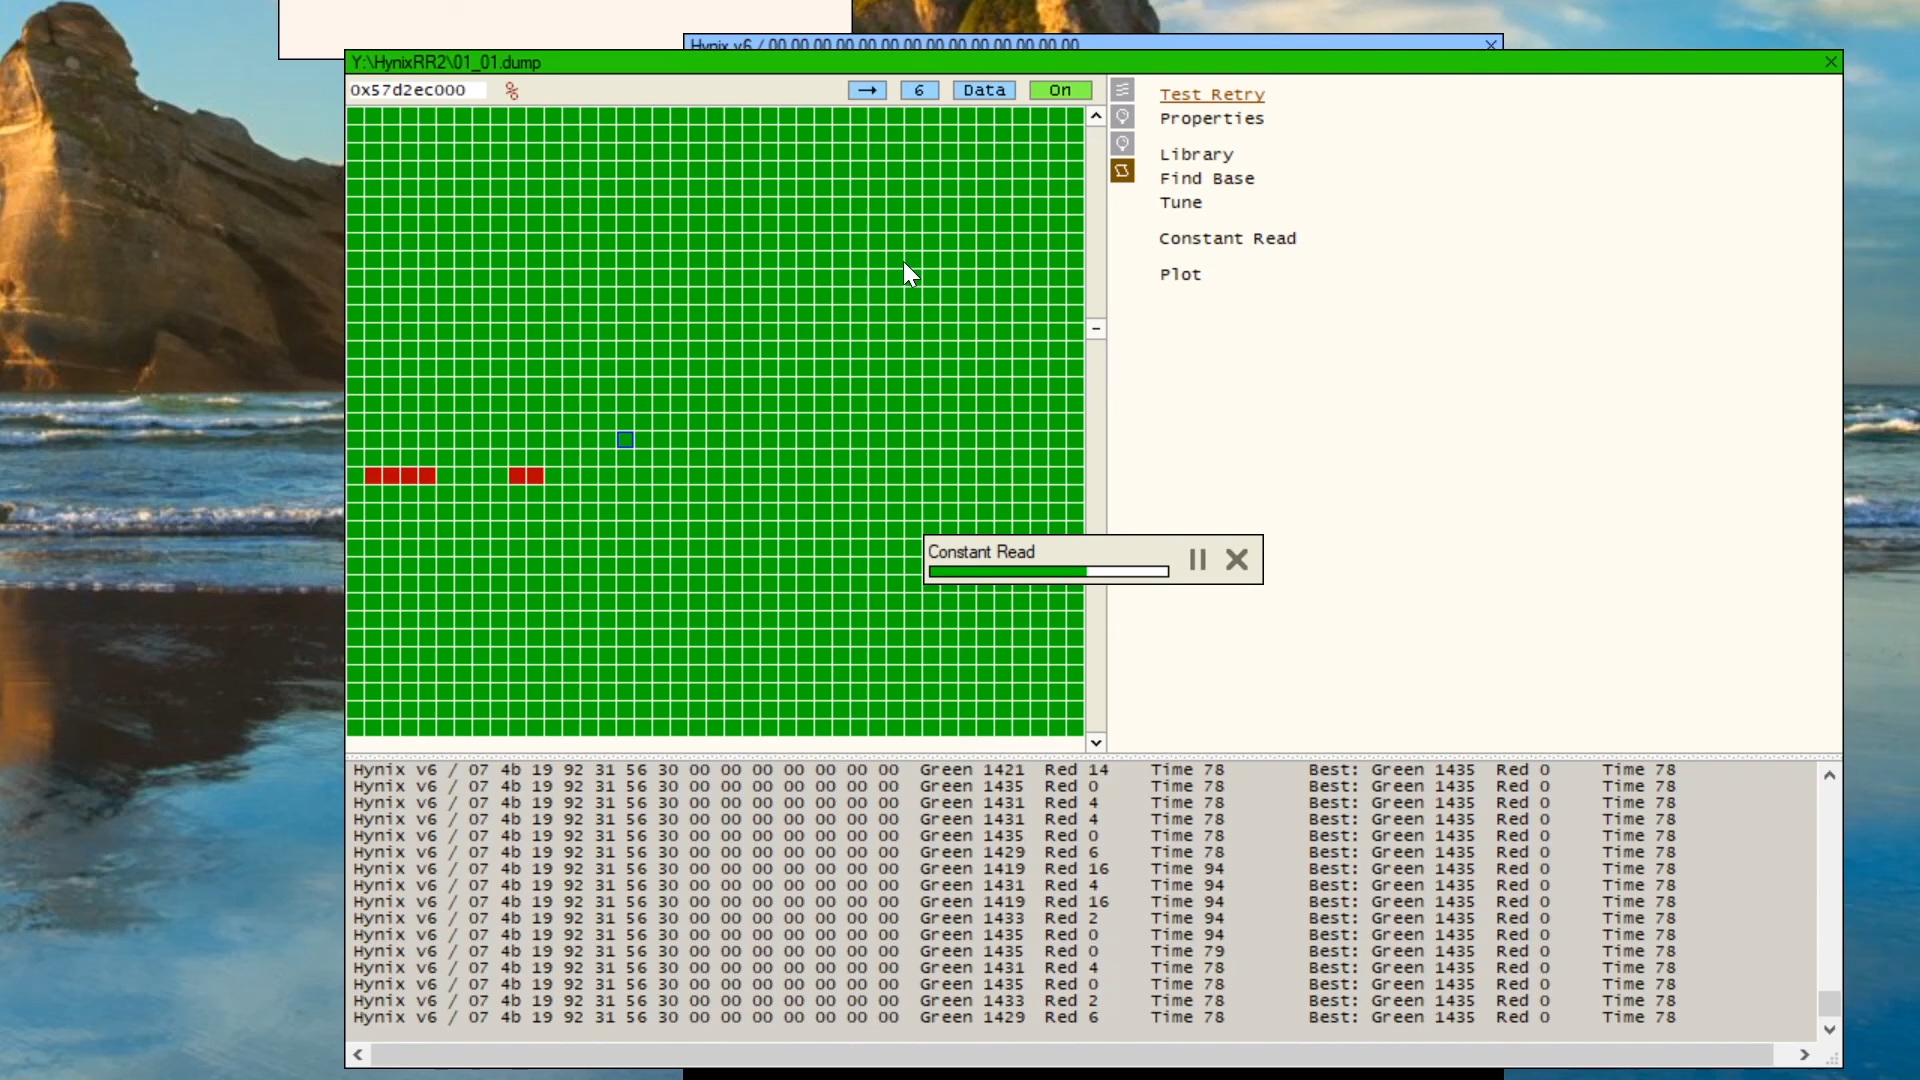 Hynix v6 / 00 00 00 00 00 00 00 00 00 00 00 00 00 00
Y:\HynixRR2\01_01.dump
0x57d2ec000 % → 6 Data On
Test Retry
Properties
Library
Find Base
Tune
Constant Read
Plot
Constant Read
Hynix v6 / 07 4b 19 92 31 56 30 00 00 00 00 00 00 00 Green 1421 Red 14 Time 78 Best: Green 1435 Red 0 Time 78
Hynix v6 / 07 4b 19 92 31 56 30 00 00 00 00 00 00 00 Green 1435 Red 0 Time 78 Best: Green 1435 Red 0 Time 78
Hynix v6 / 07 4b 19 92 31 56 30 00 00 00 00 00 00 00 Green 1431 Red 4 Time 78 Best: Green 1435 Red 0 Time 78
Hynix v6 / 07 4b 19 92 31 56 30 00 00 00 00 00 00 00 Green 1431 Red 4 Time 78 Best: Green 1435 Red 0 Time 78
Hynix v6 / 07 4b 19 92 31 56 30 00 00 00 00 00 00 00 Green 1435 Red 0 Time 78 Best: Green 1435 Red 0 Time 78
Hynix v6 / 07 4b 19 92 31 56 30 00 00 00 00 00 00 00 Green 1429 Red 6 Time 78 Best: Green 1435 Red 0 Time 78
Hynix v6 / 07 4b 19 92 31 56 30 00 00 00 00 00 00 00 Green 1419 Red 16 Time 94 Best: Green 1435 Red 0 Time 78
Hynix v6 / 07 4b 19 92 31 56 30 00 00 00 00 00 00 00 Green 1431 Red 4 Time 94 Best: Green 1435 Red 0 Time 78
Hynix v6 / 07 4b 19 92 31 56 30 00 00 00 00 00 00 00 Green 1419 Red 16 Time 94 Best: Green 1435 Red 0 Time 78
Hynix v6 / 07 4b 19 92 31 56 30 00 00 00 00 00 00 00 Green 1433 Red 2 Time 94 Best: Green 1435 Red 0 Time 78
Hynix v6 / 07 4b 19 92 31 56 30 00 00 00 00 00 00 00 Green 1435 Red 0 Time 94 Best: Green 1435 Red 0 Time 78
Hynix v6 / 07 4b 19 92 31 56 30 00 00 00 00 00 00 00 Green 1435 Red 0 Time 79 Best: Green 1435 Red 0 Time 78
Hynix v6 / 07 4b 19 92 31 56 30 00 00 00 00 00 00 00 Green 1431 Red 4 Time 78 Best: Green 1435 Red 0 Time 78
Hynix v6 / 07 4b 19 92 31 56 30 00 00 00 00 00 00 00 Green 1435 Red 0 Time 78 Best: Green 1435 Red 0 Time 78
Hynix v6 / 07 4b 19 92 31 56 30 00 00 00 00 00 00 00 Green 1433 Red 2 Time 78 Best: Green 1435 Red 0 Time 78
Hynix v6 / 07 4b 19 92 31 56 30 00 00 00 00 00 00 00 Green 1429 Red 6 Time 78 Best: Green 1435 Red 0 Time 78